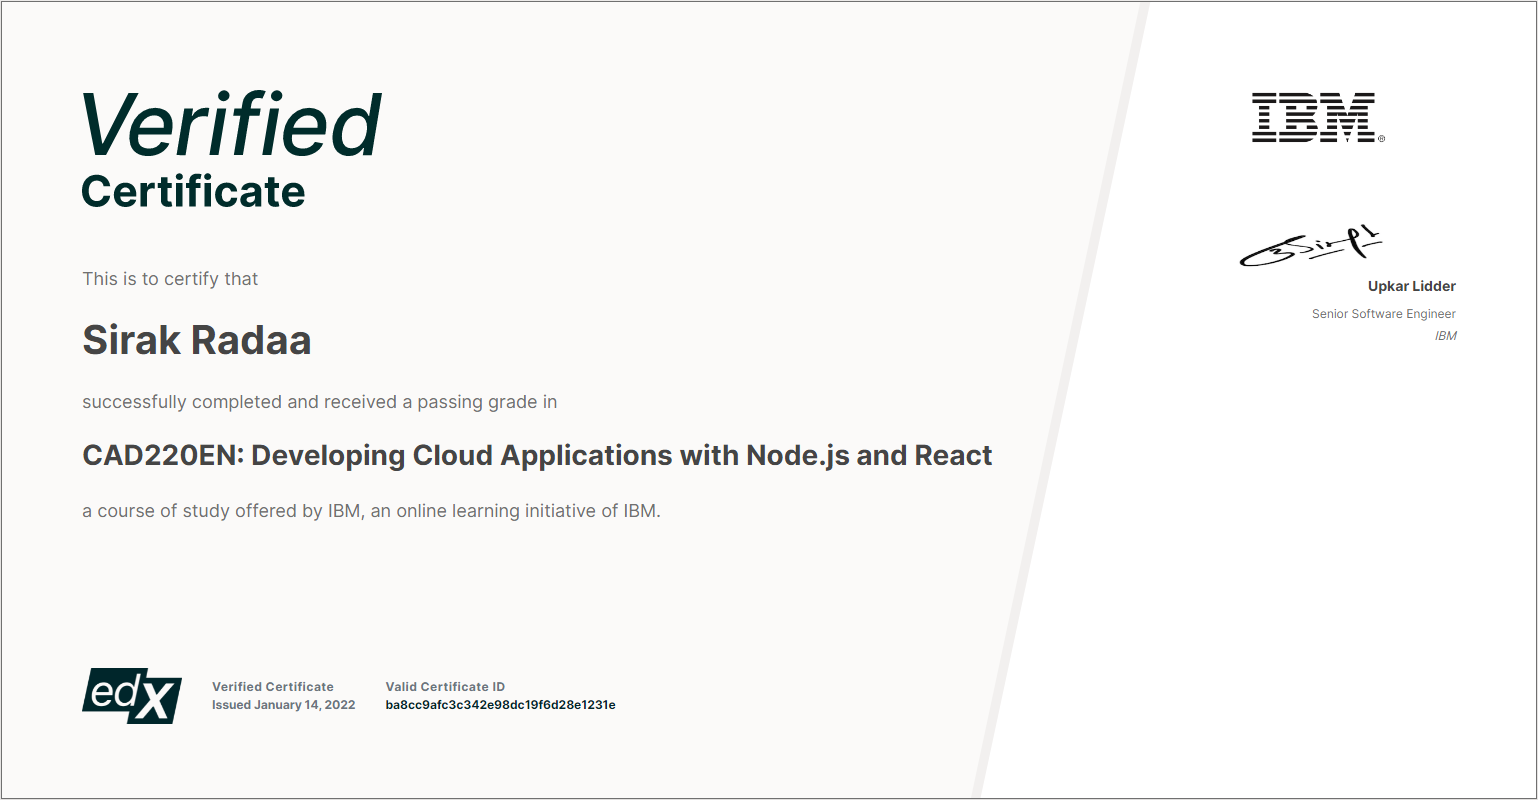 Verified
Certificate
This is to certify that
Sirak Radaa
successfully completed and received a passing grade in
CAD220EN: Developing Cloud Applications with Node.js and React
a course of study offered by IBM, an online learning initiative of IBM.
edX
Verified Certificate
Issued January 14, 2022
Valid Certificate ID
ba8cc9afc3c342e98dc19f6d28e1231e
IBM®
Upkar Lidder
Senior Software Engineer
IBM